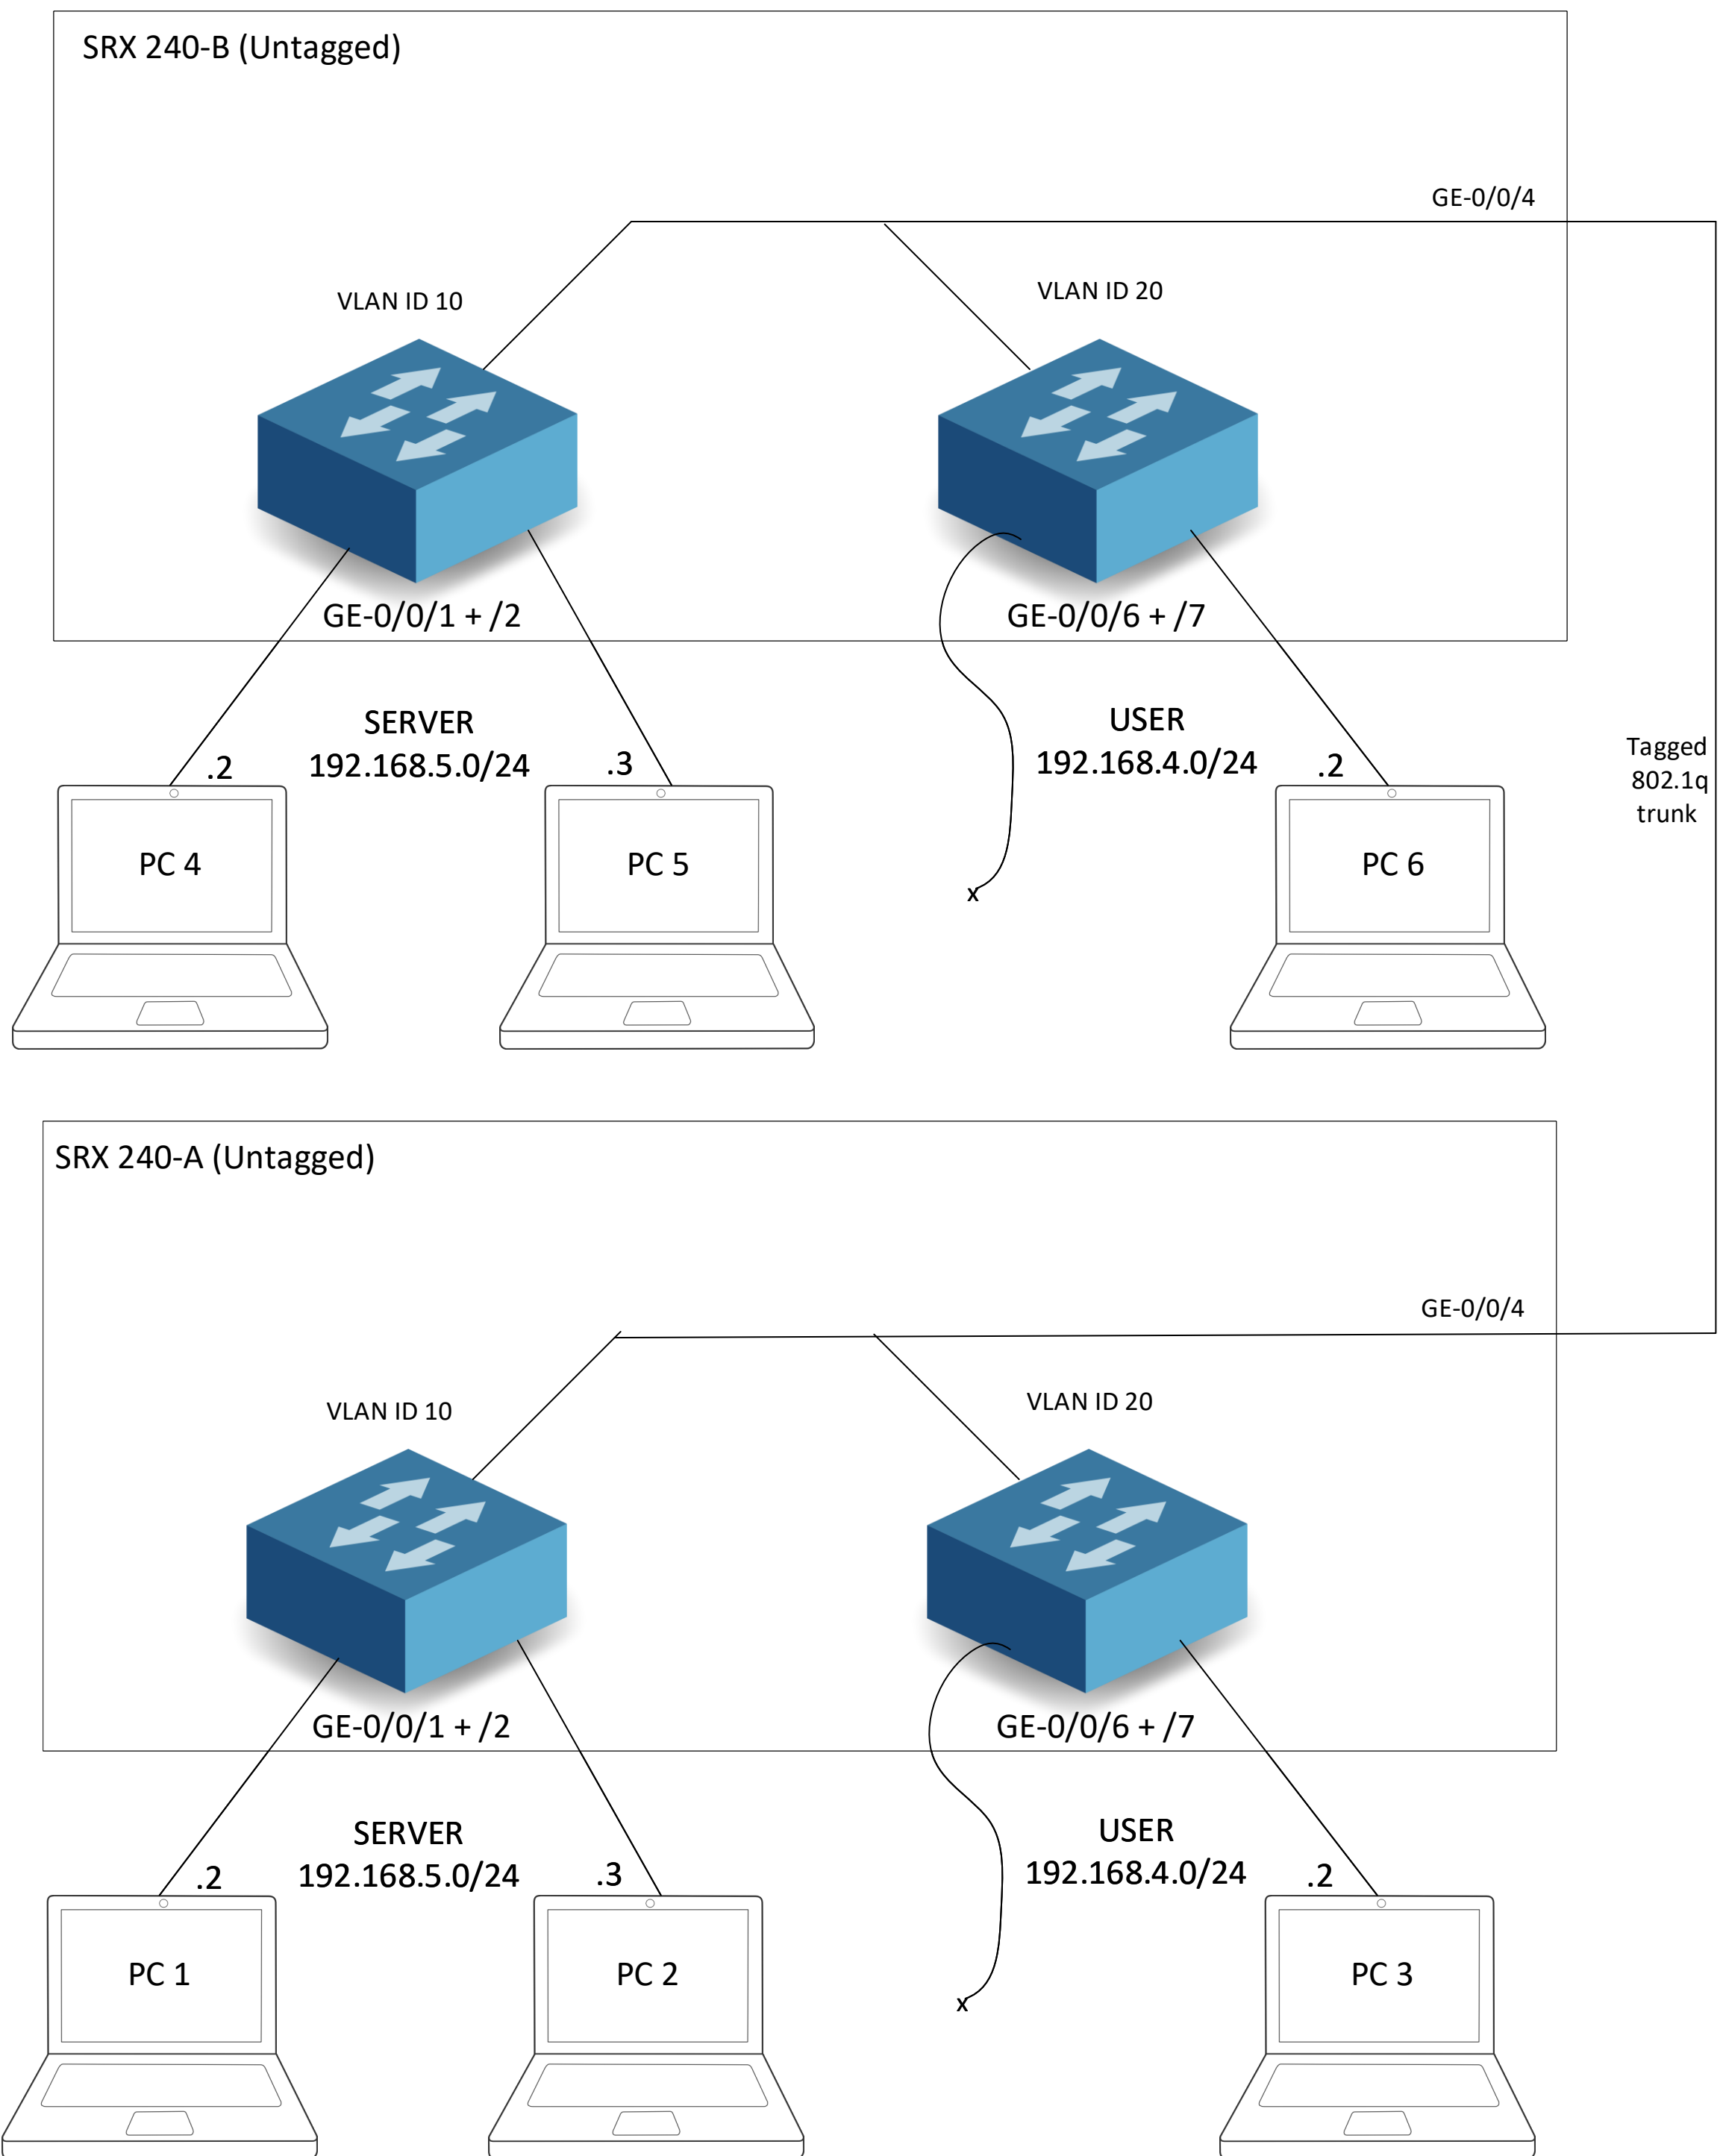 SRX 240-B (Untagged)
GE-0/0/4
VLAN ID 10
VLAN ID 20
GE-0/0/1 + /2
GE-0/0/6 + /7
SERVER
192.168.5.0/24
USER
192.168.4.0/24
.2
.3
.2
Tagged
802.1q
trunk
PC 4
PC 5
x
PC 6
SRX 240-A (Untagged)
GE-0/0/4
VLAN ID 10
VLAN ID 20
GE-0/0/1 + /2
GE-0/0/6 + /7
SERVER
192.168.5.0/24
USER
192.168.4.0/24
.2
.3
.2
PC 1
PC 2
x
PC 3